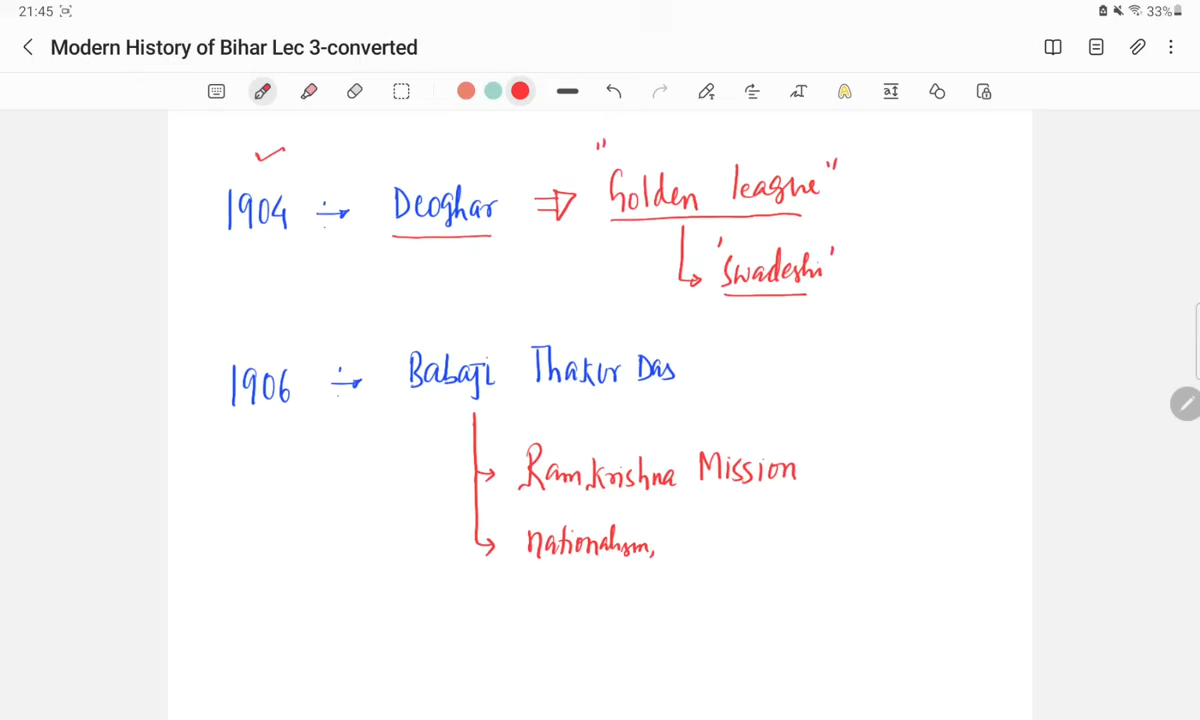 21:45 33%
Modern History of Bihar Lec 3-converted
1904 ÷→ Deoghar ⇒ "Golden league"
'Swadeshi'
1906 ÷→ Babaji Thakur Das
→ Ramkrishna Mission
→ nationalism,